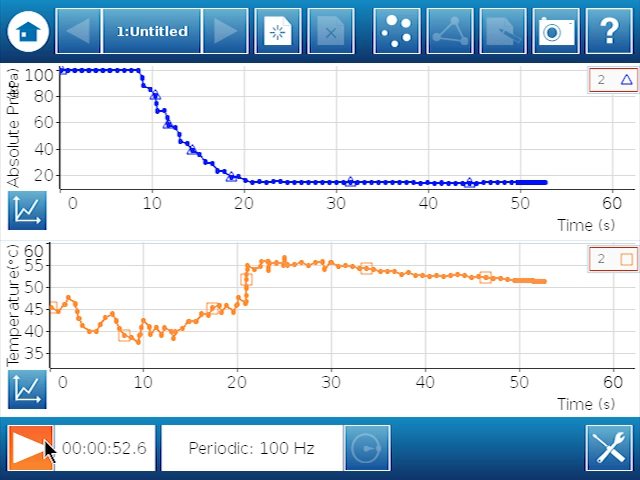 1:Untitled
?
Absolute Pr
100
80
60
40
20
2
0 10 20 30 40 50 60
Time (s)
Temperature(°C)
60
55
50
45
40
35
2
0 10 20 30 40 50 60
Time (s)
00:00:52.6
Periodic: 100 Hz